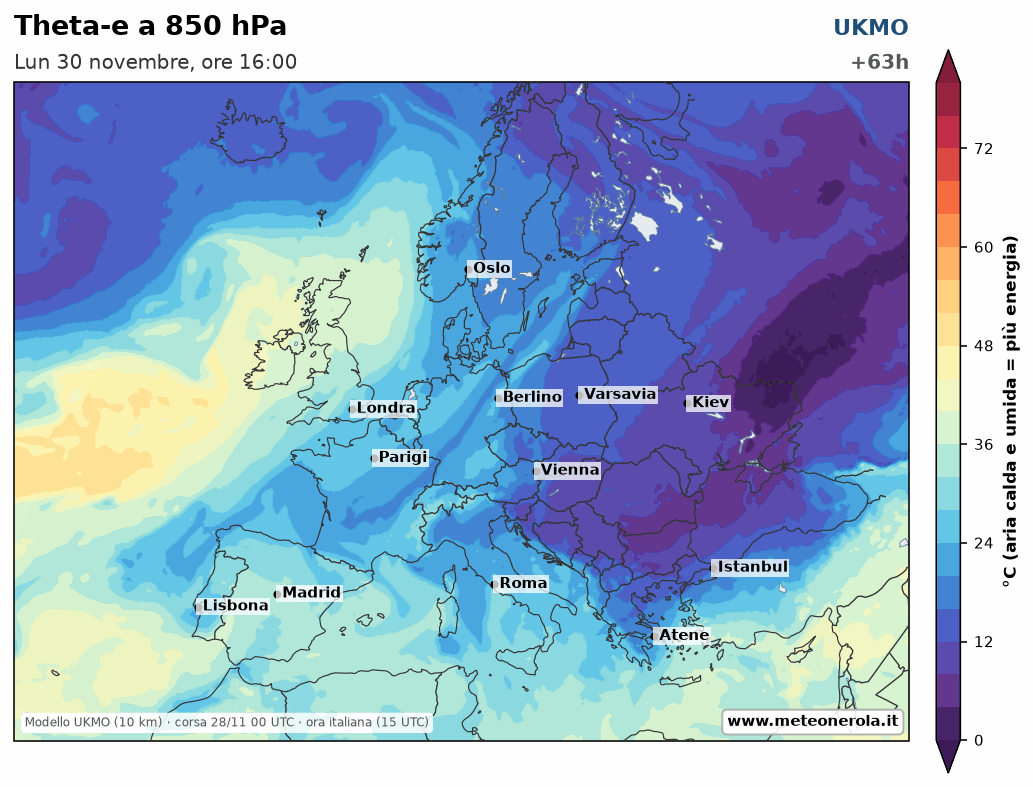 Theta-e a 850 hPa
UKMO
Lun 30 novembre, ore 16:00
+63h
72
60
48
36
24
12
0
°C (aria calda e umida = più energia)
Oslo
Berlino
Varsavia
Kiev
Londra
Parigi
Vienna
Istanbul
Roma
Madrid
Lisbona
Atene
Modello UKMO (10 km) · corsa 28/11 00 UTC · ora italiana (15 UTC)
www.meteonerola.it